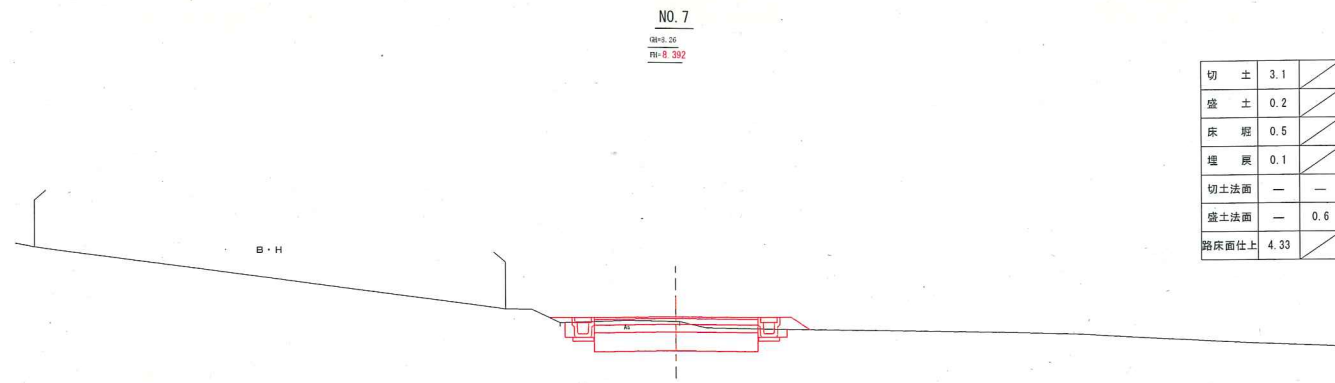 NO. 7
GH=8.26
FH=8.392
切 土 3.1
盛 土 0.2
床 堀 0.5
埋 戻 0.1
切土法面 — —
盛土法面 — 0.6
路床面仕上 4.33
B・H
As